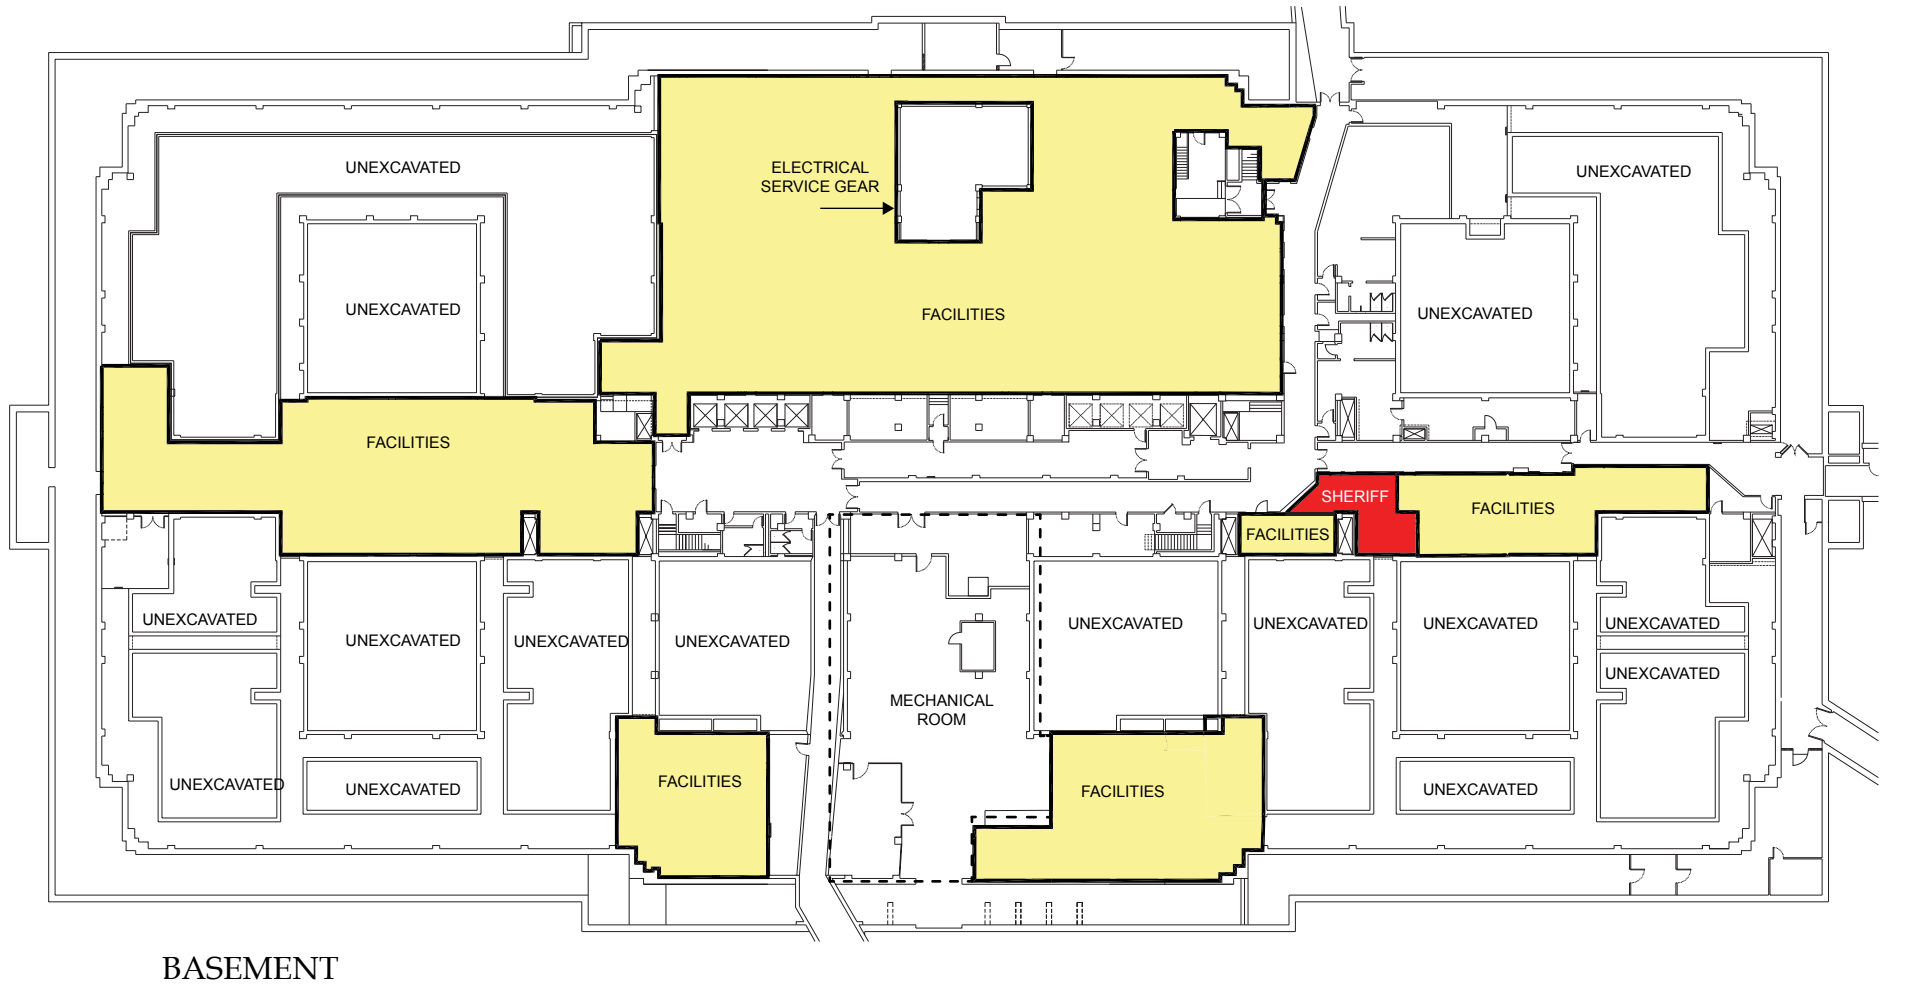 UNEXCAVATED
ELECTRICAL
SERVICE GEAR
UNEXCAVATED
UNEXCAVATED
FACILITIES
UNEXCAVATED
FACILITIES
SHERIFF
FACILITIES
FACILITIES
UNEXCAVATED
UNEXCAVATED
UNEXCAVATED
UNEXCAVATED
UNEXCAVATED
UNEXCAVATED
UNEXCAVATED
UNEXCAVATED
UNEXCAVATED
UNEXCAVATED
MECHANICAL
ROOM
UNEXCAVATED
UNEXCAVATED
FACILITIES
FACILITIES
UNEXCAVATED
BASEMENT